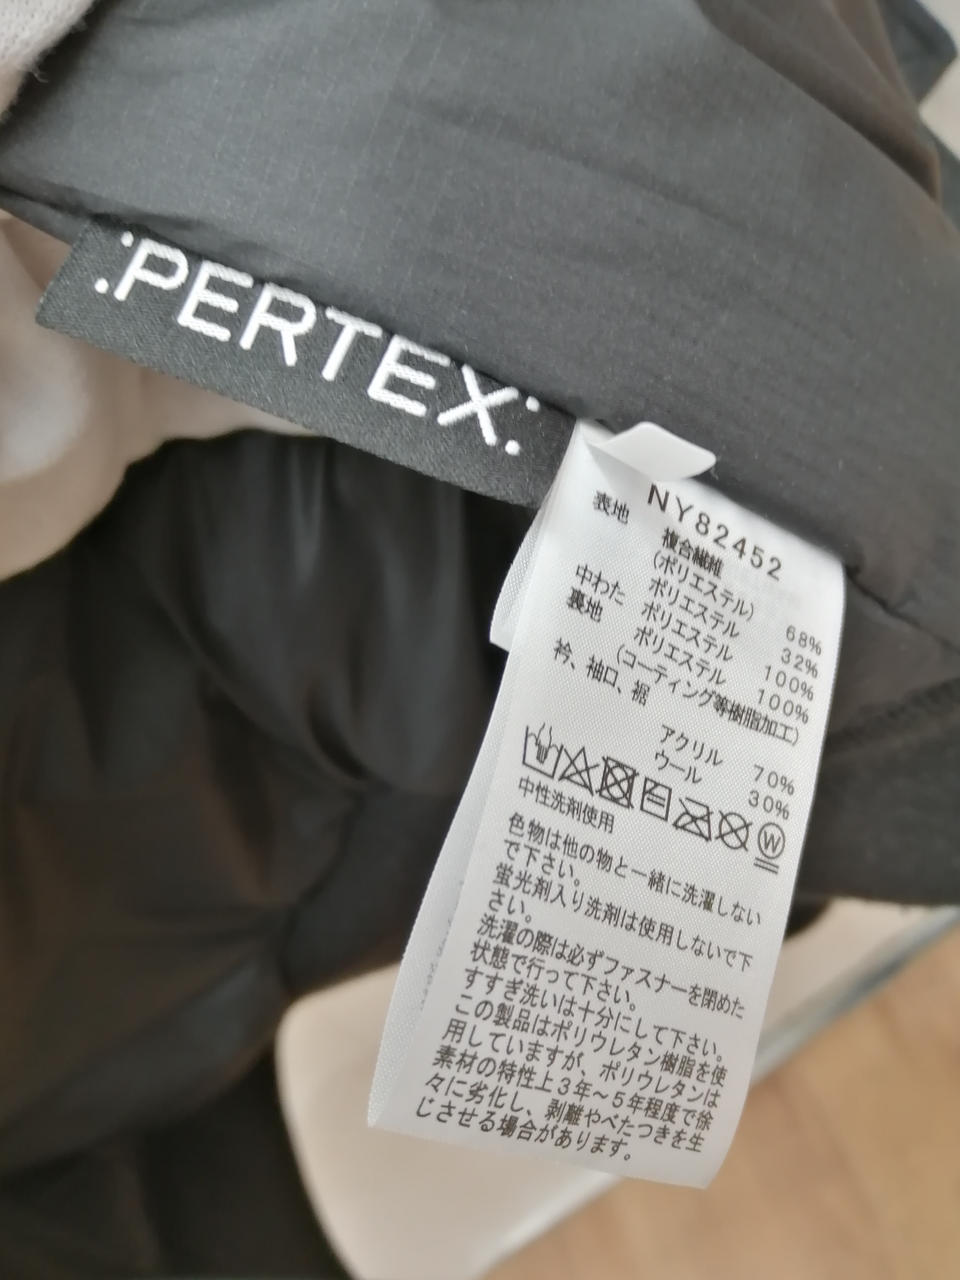 :PERTEX:
NY82452
表地 複合繊維
(ポリエステル) 68%
ポリエステル 32%
中わた ポリエステル 100%
裏地 ポリエステル 100%
(コーティング等樹脂加工)
衿、袖口、裾
アクリル 70%
ウール 30%
W
中性洗剤使用
色物は他の物と一緒に洗濯しない
で下さい。
蛍光剤入り洗剤は使用しないで下
さい。
洗濯の際は必ずファスナーを閉めた
状態で行って下さい。
すすぎ洗いは十分にして下さい。
この製品はポリウレタン樹脂を使
用していますが、ポリウレタンは
素材の特性上3年~5年程度で徐
々に劣化し、剥離やべたつきを生
じさせる場合があります。